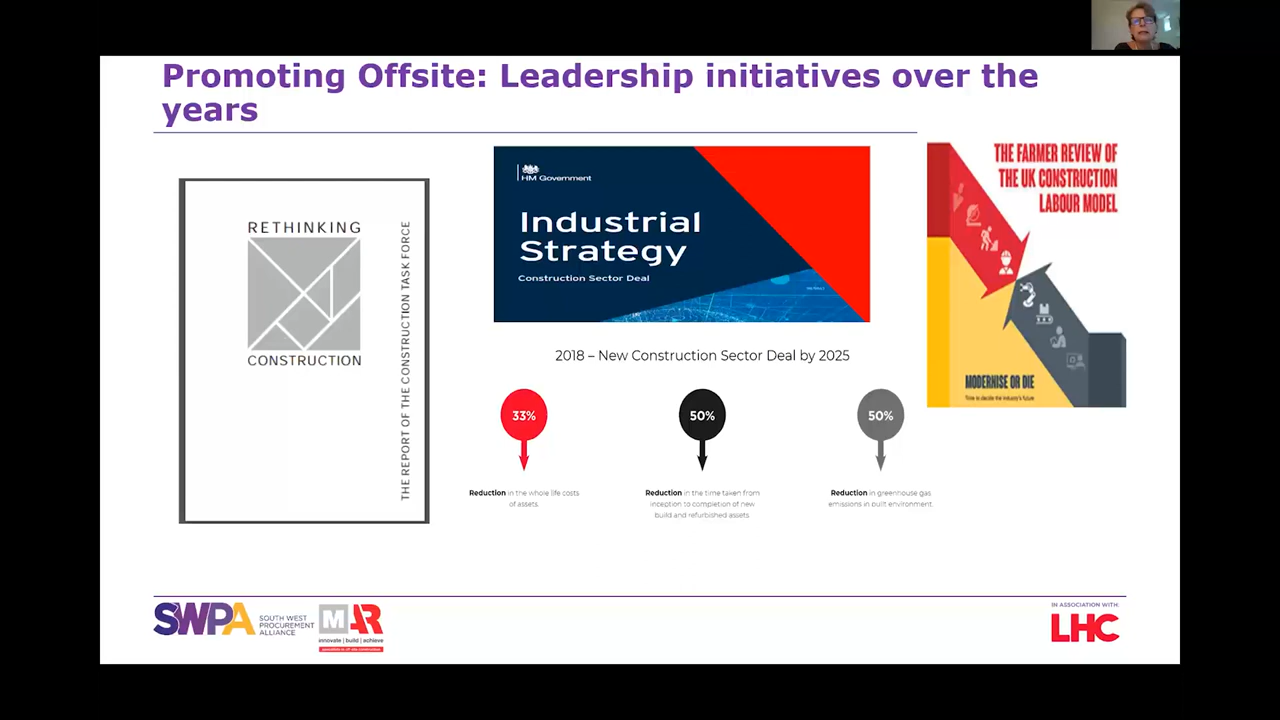 Promoting Offsite: Leadership initiatives over the
years
RETHINKING
CONSTRUCTION
THE REPORT OF THE CONSTRUCTION TASK FORCE
HM Government
Industrial
Strategy
Construction Sector Deal
2018 – New Construction Sector Deal by 2025
33%
Reduction in the whole life costs
of assets.
50%
Reduction in the time taken from
inception to completion of new
build and refurbished assets
50%
Reduction in greenhouse gas
emissions in built environment.
THE FARMER REVIEW OF
THE UK CONSTRUCTION
LABOUR MODEL
MODERNISE OR DIE
Time to decide the industry's future
SWPA
SOUTH WEST
PROCUREMENT
ALLIANCE
MAR
innovate | build | achieve
IN ASSOCIATION WITH:
LHC